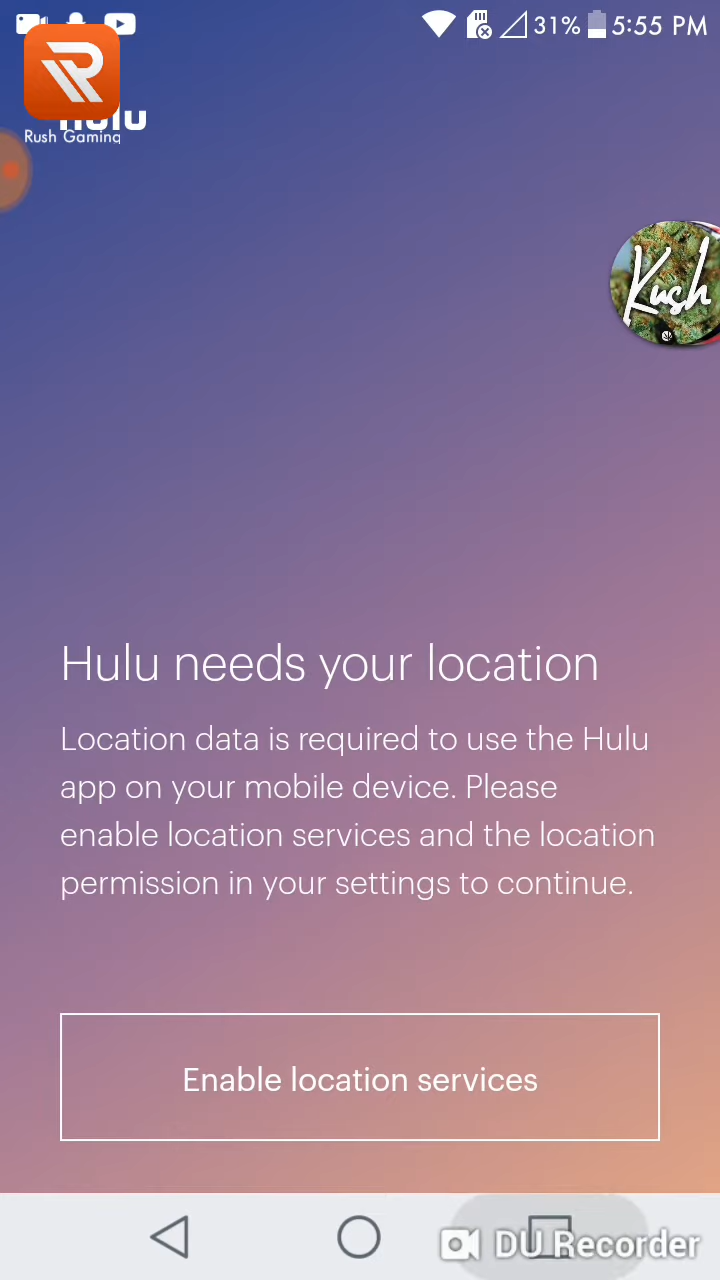 31% 5:55 PM
hulu
Rush Gaming
Kush
Hulu needs your location
Location data is required to use the Hulu
app on your mobile device. Please
enable location services and the location
permission in your settings to continue.
Enable location services
DU Recorder